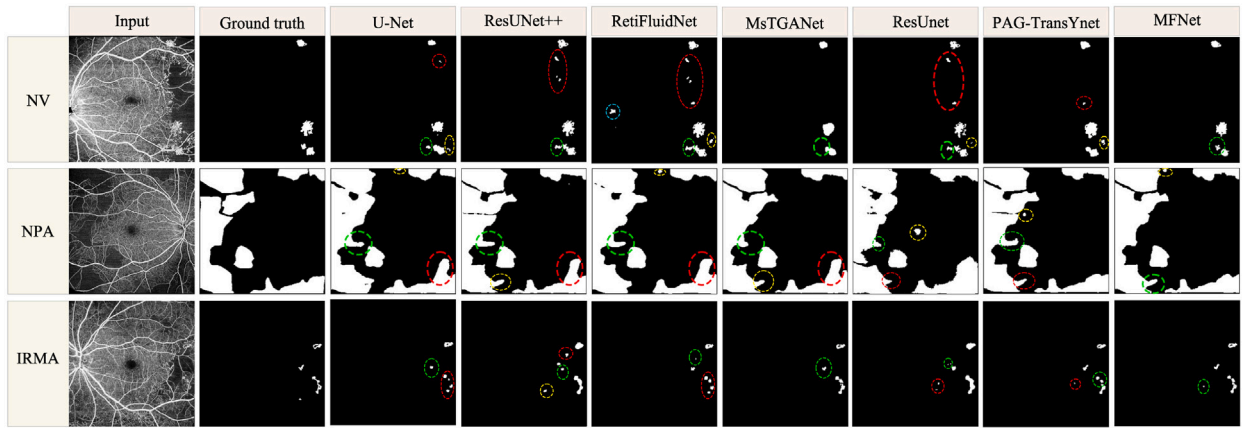 Input Ground truth U-Net ResUNet++ RetiFluidNet MsTGANet ResUnet PAG-TransYnet MFNet
NV
NPA
IRMA